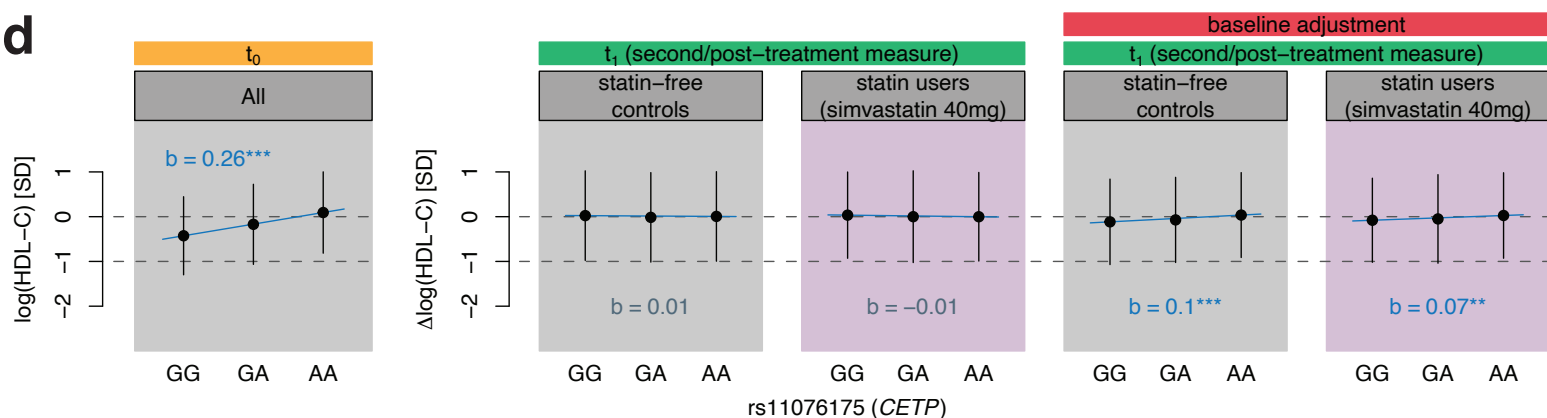 d
baseline adjustment
t0
t1 (second/post−treatment measure)
t1 (second/post−treatment measure)
All
statin−free
controls
statin users
(simvastatin 40mg)
statin−free
controls
statin users
(simvastatin 40mg)
log(HDL−C) [SD]
1
0
−1
−2
b = 0.26***
Δlog(HDL−C) [SD]
1
0
−1
−2
b = 0.01
b = −0.01
b = 0.1***
b = 0.07**
GG GA AA
GG GA AA
GG GA AA
GG GA AA
GG GA AA
rs11076175 (CETP)